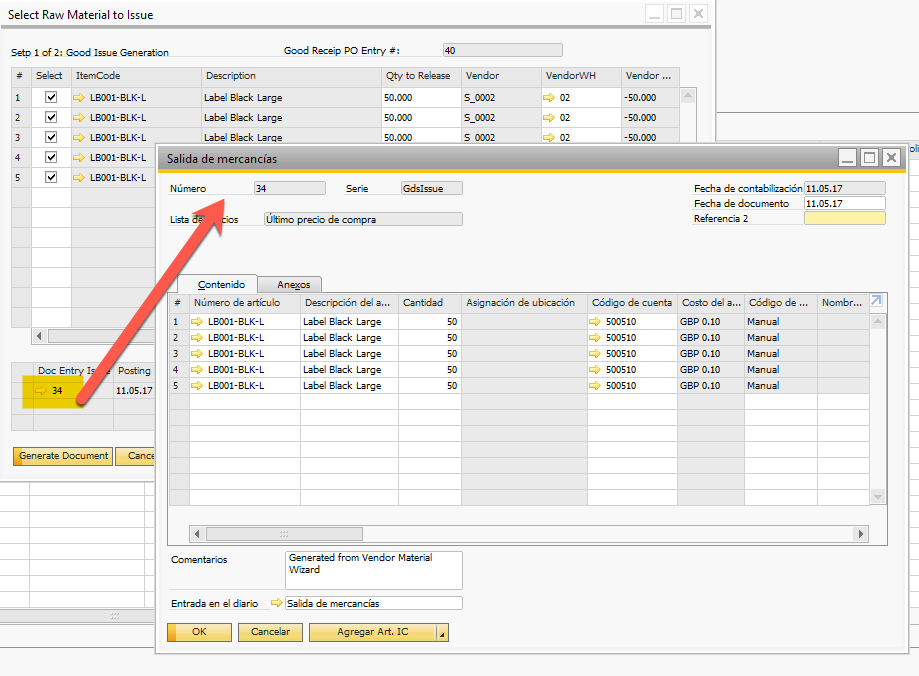 Select Raw Material to Issue
Setp 1 of 2: Good Issue Generation
Good Receip PO Entry #: 40
# Select ItemCode Description Qty to Release Vendor VendorWH Vendor ...
1 LB001-BLK-L Label Black Large 50.000 S_0002 02 -50.000
2 LB001-BLK-L Label Black Large 50.000 S_0002 02 -50.000
3 LB001-BLK-L Label Black Large 50.000 S_0002 02 -50.000
4 LB001-BLK-L
5 LB001-BLK-L
Doc Entry Issue Posting
34 11.05.17
Generate Document
Salida de mercancías
Número 34 Serie GdsIssue
Fecha de contabilización 11.05.17
Fecha de documento 11.05.17
Lista de precios Último precio de compra
Referencia 2
Contenido Anexos
# Número de artículo Descripción del a... Cantidad Asignación de ubicación Código de cuenta Costo del a... Código de ... Nombr...
1 LB001-BLK-L Label Black Large 50 500510 GBP 0.10 Manual
2 LB001-BLK-L Label Black Large 50 500510 GBP 0.10 Manual
3 LB001-BLK-L Label Black Large 50 500510 GBP 0.10 Manual
4 LB001-BLK-L Label Black Large 50 500510 GBP 0.10 Manual
5 LB001-BLK-L Label Black Large 50 500510 GBP 0.10 Manual
Comentarios Generated from Vendor Material
Wizard
Entrada en el diario Salida de mercancías
OK Cancelar Agregar Art. IC